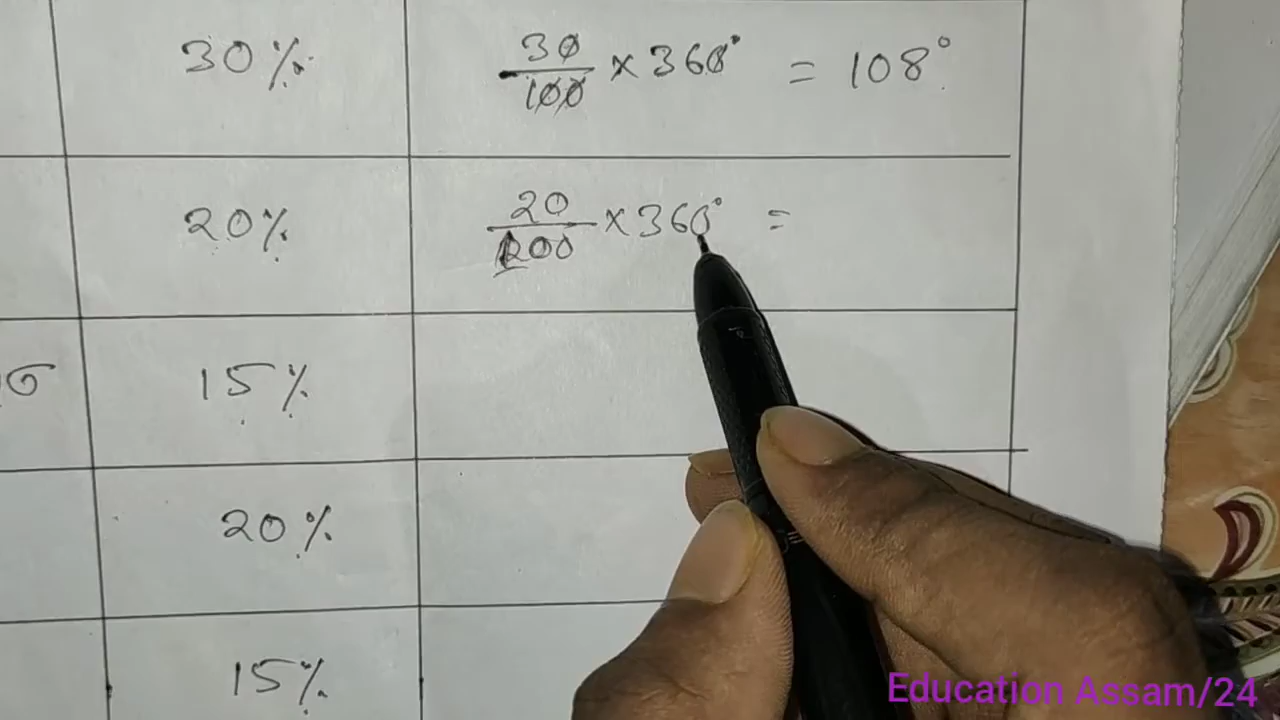 30% 30/100 × 360° = 108°
20% 20/100 × 360° =
15%
20%
15%
Education Assam/24